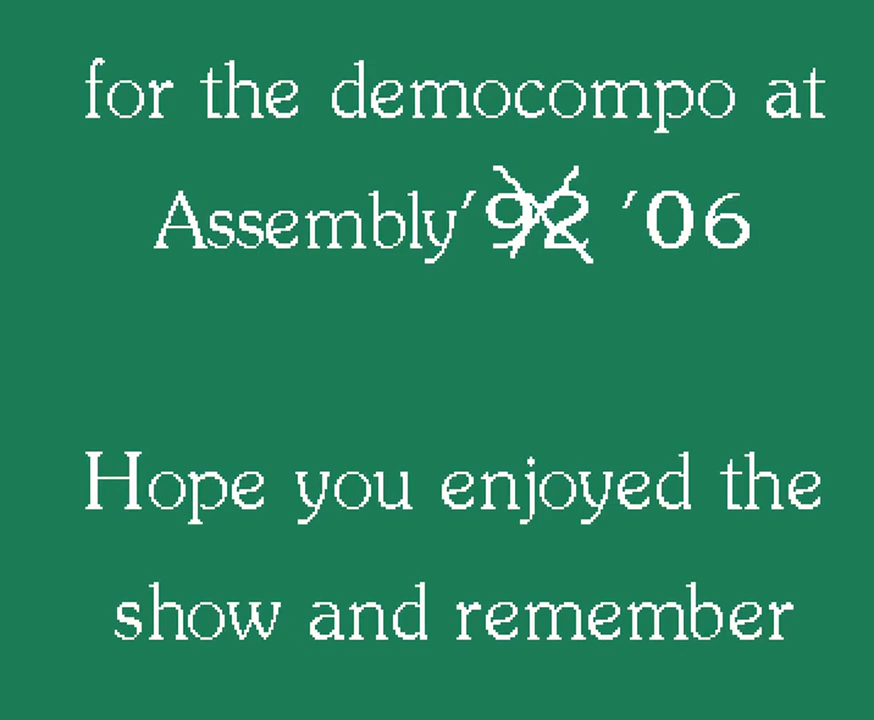 for the democompo at
Assembly'92 '06
Hope you enjoyed the
show and remember